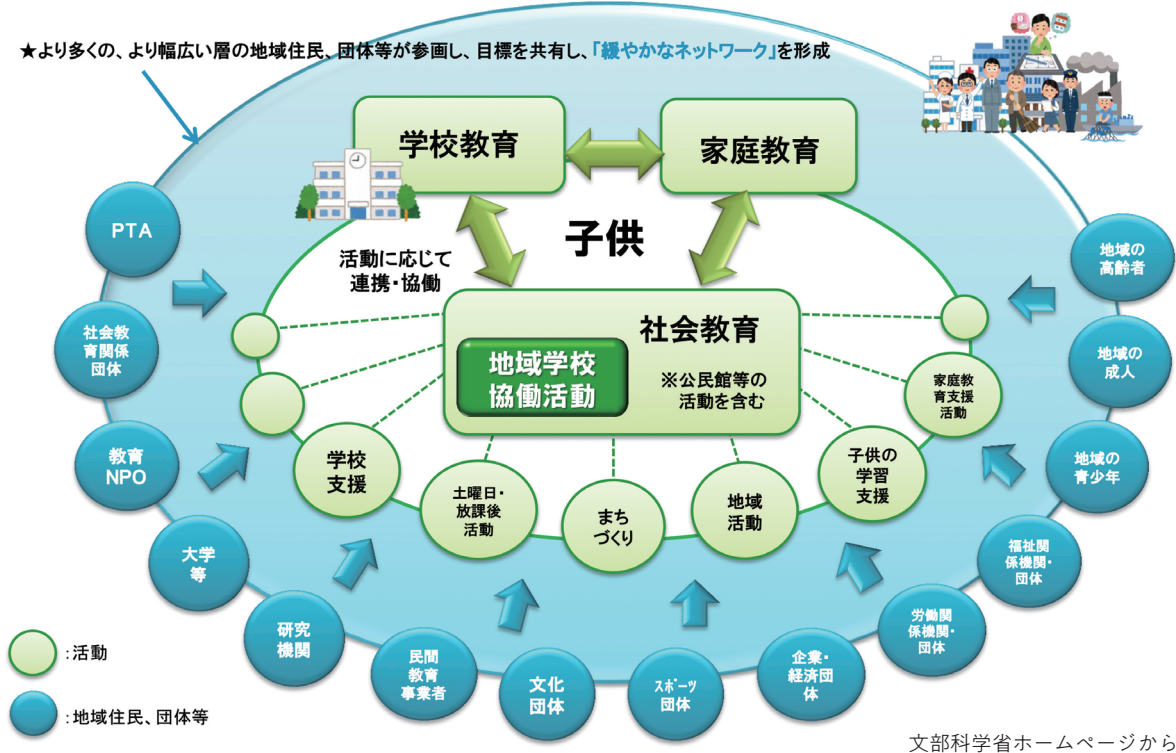 ★より多くの、より幅広い層の地域住民、団体等が参画し、目標を共有し、「緩やかなネットワーク」を形成
学校教育
家庭教育
子供
活動に応じて
連携・協働
社会教育
地域学校
協働活動
※公民館等の
活動を含む
PTA
社会教
育関係
団体
教育
NPO
大学
等
研究
機関
民間
教育
事業者
文化
団体
スポーツ
団体
企業・
経済団
体
労働関
係機関・
団体
福祉関
係機関・
団体
地域の
青少年
地域の
成人
地域の
高齢者
学校
支援
土曜日・
放課後
活動
まち
づくり
地域
活動
子供の
学習
支援
家庭教
育支援
活動
:活動
:地域住民、団体等
文部科学省ホームページから